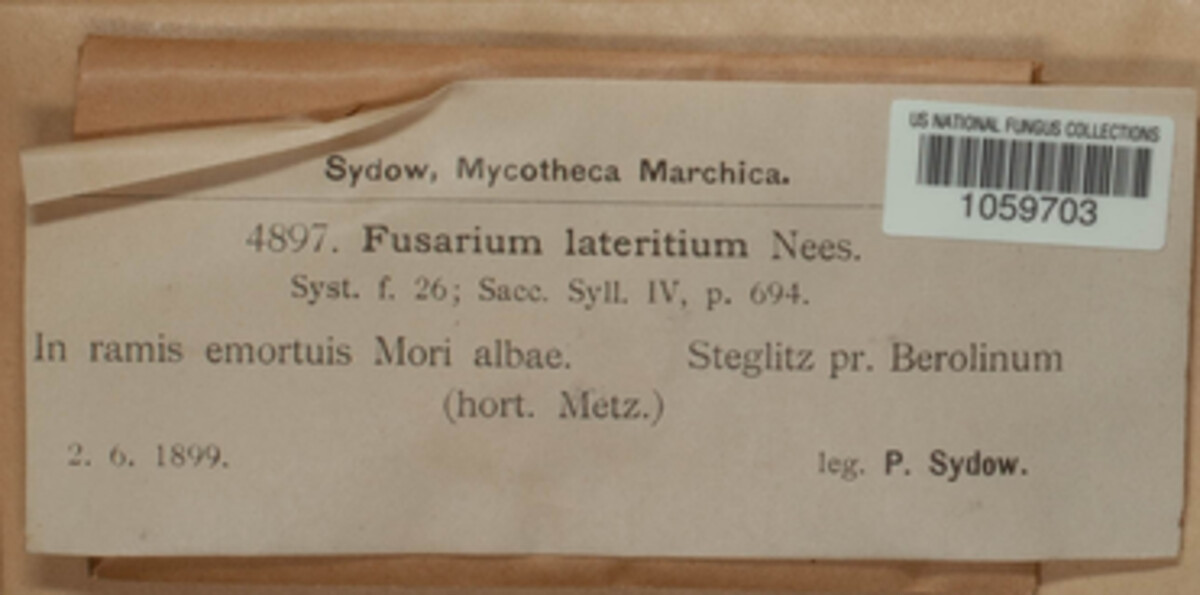 US NATIONAL FUNGUS COLLECTIONS
1059703
Sydow, Mycotheca Marchica.
4897. Fusarium lateritium Nees.
Syst. f. 26; Sacc. Syll. IV, p. 694.
In ramis emortuis Mori albae. Steglitz pr. Berolinum
(hort. Metz.)
2. 6. 1899. leg. P. Sydow.